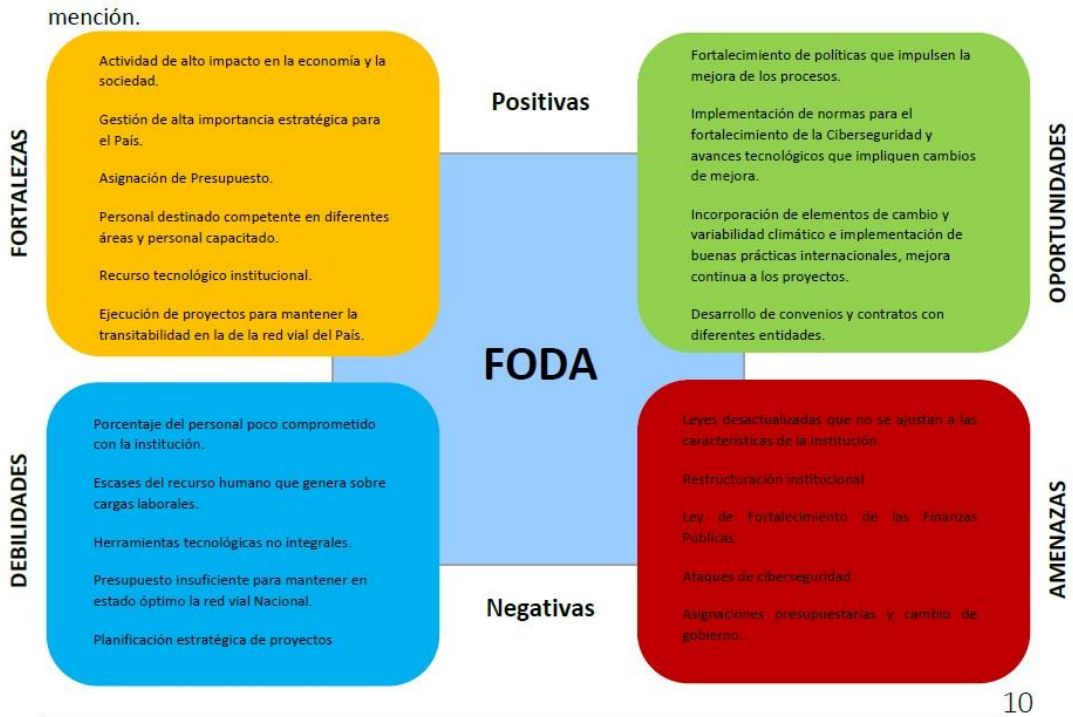 mención.
FORTALEZAS
Actividad de alto impacto en la economía y la
sociedad.
Gestión de alta importancia estratégica para
el País.
Asignación de Presupuesto.
Personal destinado competente en diferentes
áreas y personal capacitado.
Recurso tecnológico institucional.
Ejecución de proyectos para mantener la
transitabilidad en la de la red vial del País.
Positivas
Fortalecimiento de políticas que impulsen la
mejora de los procesos.
Implementación de normas para el
fortalecimiento de la Ciberseguridad y
avances tecnológicos que impliquen cambios
de mejora.
Incorporación de elementos de cambio y
variabilidad climático e implementación de
buenas prácticas internacionales, mejora
continua a los proyectos.
Desarrollo de convenios y contratos con
diferentes entidades.
OPORTUNIDADES
FODA
DEBILIDADES
Porcentaje del personal poco comprometido
con la institución.
Escases del recurso humano que genera sobre
cargas laborales.
Herramientas tecnológicas no integrales.
Presupuesto insuficiente para mantener en
estado óptimo la red vial Nacional.
Planificación estratégica de proyectos
Negativas
Leyes desactualizadas que no se ajustan a las
características de la institución.
Restructuración institucional.
Ley de Fortalecimiento de las Finanzas
Públicas.
Ataques de ciberseguridad
Asignaciones presupuestarias y cambio de
gobierno.
AMENAZAS
10